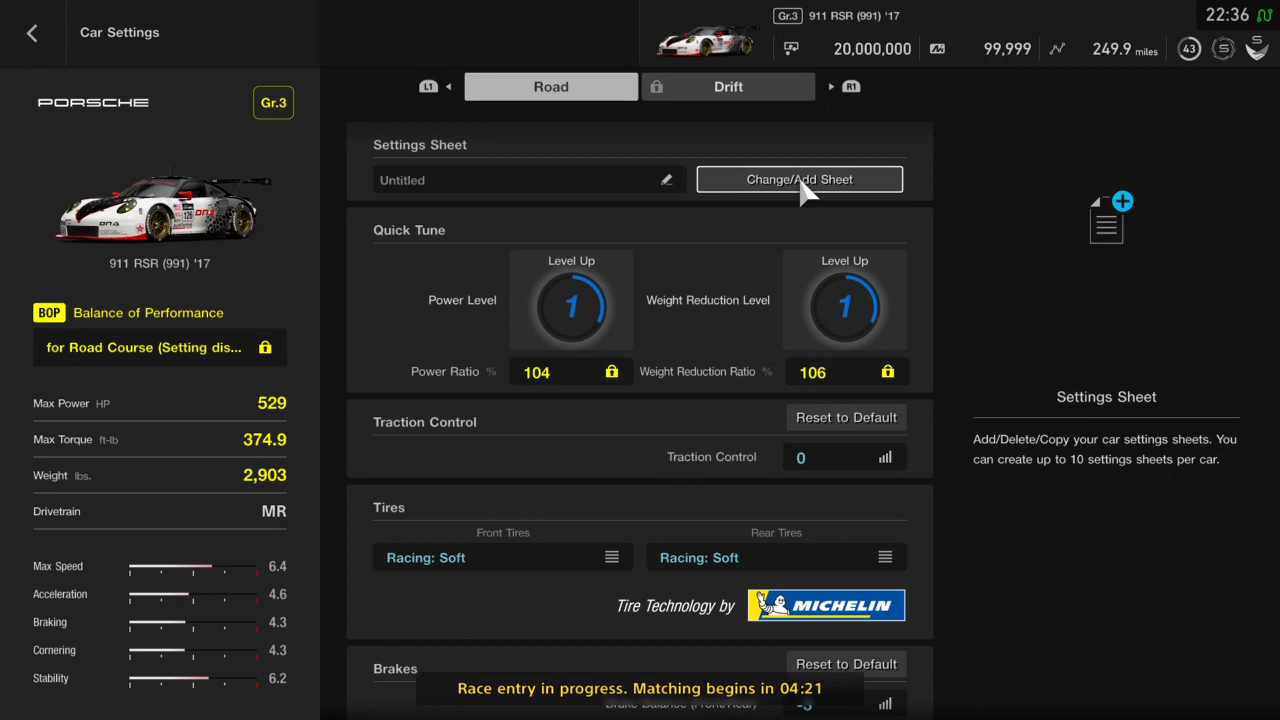 Car Settings
Gr.3 911 RSR (991) '17
22:36
20,000,000 99,999 249.9 miles 43 S S
PORSCHE
Gr.3
L1 Road Drift R1
Settings Sheet
Untitled Change/Add Sheet
126
911 RSR (991) '17
Quick Tune
Level Up Level Up
Power Level 1 Weight Reduction Level 1
Power Ratio % 104 Weight Reduction Ratio % 106
BOP Balance of Performance
for Road Course (Setting dis...
Max Power HP 529
Max Torque ft-lb 374.9
Weight lbs. 2,903
Drivetrain MR
Max Speed 6.4
Acceleration 4.6
Braking 4.3
Cornering 4.3
Stability 6.2
Traction Control Reset to Default
Traction Control 0
Tires
Front Tires Rear Tires
Racing: Soft Racing: Soft
Tire Technology by MICHELIN
Brakes Reset to Default
Brake Balance (Front/Rear) -5
Race entry in progress. Matching begins in 04:21
Settings Sheet
Add/Delete/Copy your car settings sheets. You
can create up to 10 settings sheets per car.